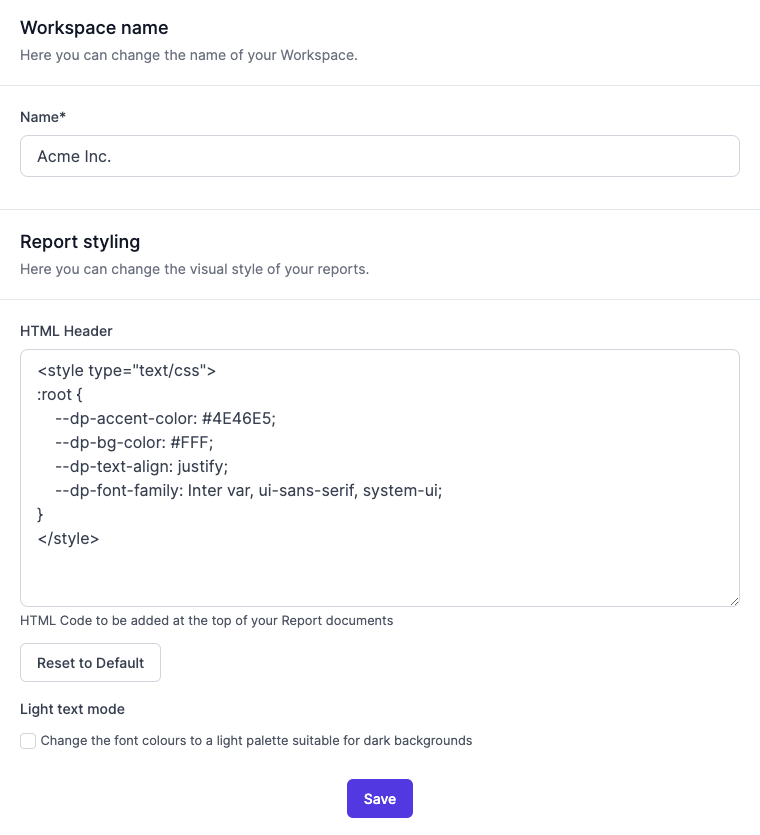 Workspace name
Here you can change the name of your Workspace.
Name*
Acme Inc.
Report styling
Here you can change the visual style of your reports.
HTML Header
<style type="text/css">
:root {
    --dp-accent-color: #4E46E5;
    --dp-bg-color: #FFF;
    --dp-text-align: justify;
    --dp-font-family: Inter var, ui-sans-serif, system-ui;
}
</style>
HTML Code to be added at the top of your Report documents
Reset to Default
Light text mode
Change the font colours to a light palette suitable for dark backgrounds
Save